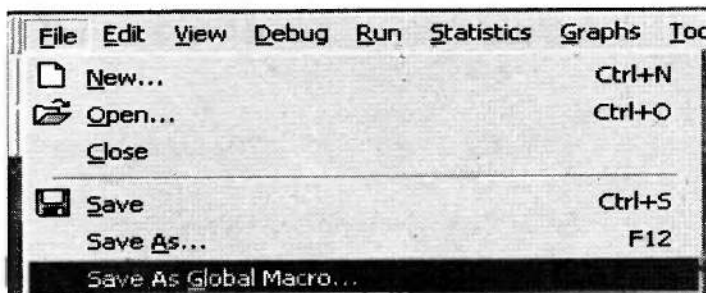 File Edit View Debug Run Statistics Graphs
New... Ctrl+N
Open... Ctrl+O
Close
Save Ctrl+S
Save As... F12
Save As Global Macro...